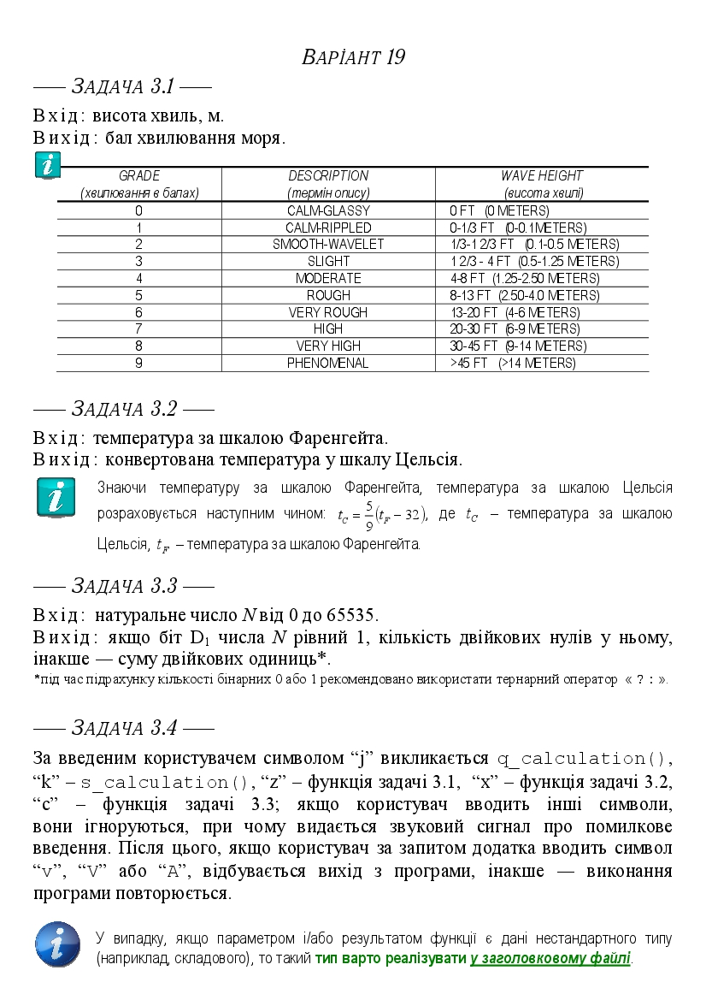 ВАРІАНТ 19
—— ЗАДАЧА 3.1 ——
Вхід: висота хвиль, м.
Вихід: бал хвилювання моря.
GRADE DESCRIPTION WAVE HEIGHT
(хвилювання в балах) (термін опису) (висота хвилі)
0 CALM-GLASSY 0 FT (0 METERS)
1 CALM-RIPPLED 0-1/3 FT (0-0.1METERS)
2 SMOOTH-WAVELET 1/3-1 2/3 FT (0.1-0.5 METERS)
3 SLIGHT 1 2/3 - 4 FT (0.5-1.25 METERS)
4 MODERATE 4-8 FT (1.25-2.50 METERS)
5 ROUGH 8-13 FT (2.50-4.0 METERS)
6 VERY ROUGH 13-20 FT (4-6 METERS)
7 HIGH 20-30 FT (6-9 METERS)
8 VERY HIGH 30-45 FT (9-14 METERS)
9 PHENOMENAL >45 FT (>14 METERS)
—— ЗАДАЧА 3.2 ——
Вхід: температура за шкалою Фаренгейта.
Вихід: конвертована температура у шкалу Цельсія.
Знаючи температуру за шкалою Фаренгейта, температура за шкалою Цельсія
розраховується наступним чином: t_C = 5/9 (t_F − 32), де t_C – температура за шкалою
Цельсія, t_F – температура за шкалою Фаренгейта.
—— ЗАДАЧА 3.3 ——
Вхід: натуральне число N від 0 до 65535.
Вихід: якщо біт D₁ числа N рівний 1, кількість двійкових нулів у ньому,
інакше — суму двійкових одиниць*.
*під час підрахунку кількості бінарних 0 або 1 рекомендовано використати тернарний оператор « ? : ».
—— ЗАДАЧА 3.4 ——
За введеним користувачем символом “j” викликається q_calculation(),
“k” – s_calculation(), “z” – функція задачі 3.1, “x” – функція задачі 3.2,
“c” – функція задачі 3.3; якщо користувач вводить інші символи,
вони ігноруються, при чому видається звуковий сигнал про помилкове
введення. Після цього, якщо користувач за запитом додатка вводить символ
“v”, “V” або “A”, відбувається вихід з програми, інакше — виконання
програми повторюється.
У випадку, якщо параметром і/або результатом функції є дані нестандартного типу
(наприклад, складового), то такий тип варто реалізувати у заголовковому файлі.